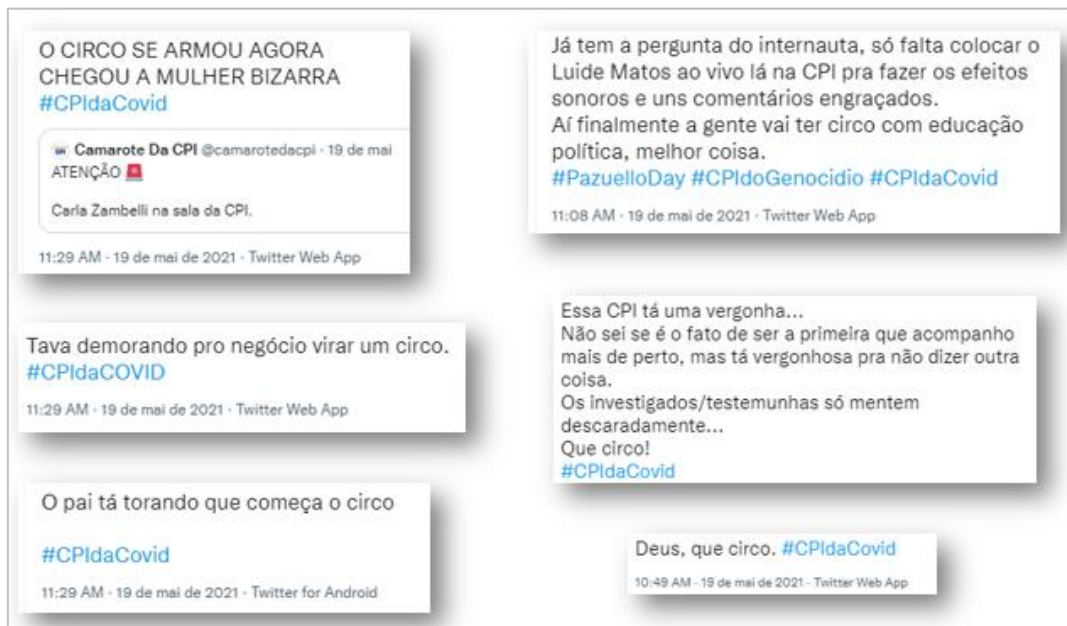 O CIRCO SE ARMOU AGORA
CHEGOU A MULHER BIZARRA
#CPIdaCovid
Camarote Da CPI @camarotedacpi · 19 de mai
ATENÇÃO 🚨
Carla Zambelli na sala da CPI.
11:29 AM · 19 de mai de 2021 · Twitter Web App
Tava demorando pro negócio virar um circo.
#CPIdaCOVID
11:29 AM · 19 de mai de 2021 · Twitter Web App
O pai tá torando que começa o circo
#CPIdaCovid
11:29 AM · 19 de mai de 2021 · Twitter for Android
Já tem a pergunta do internauta, só falta colocar o
Luide Matos ao vivo lá na CPI pra fazer os efeitos
sonoros e uns comentários engraçados.
Aí finalmente a gente vai ter circo com educação
política, melhor coisa.
#PazuelloDay #CPIdoGenocidio #CPIdaCovid
11:08 AM · 19 de mai de 2021 · Twitter Web App
Essa CPI tá uma vergonha...
Não sei se é o fato de ser a primeira que acompanho
mais de perto, mas tá vergonhosa pra não dizer outra
coisa.
Os investigados/testemunhas só mentem
descaradamente...
Que circo!
#CPIdaCovid
Deus, que circo. #CPIdaCovid
10:49 AM · 19 de mai de 2021 · Twitter Web App